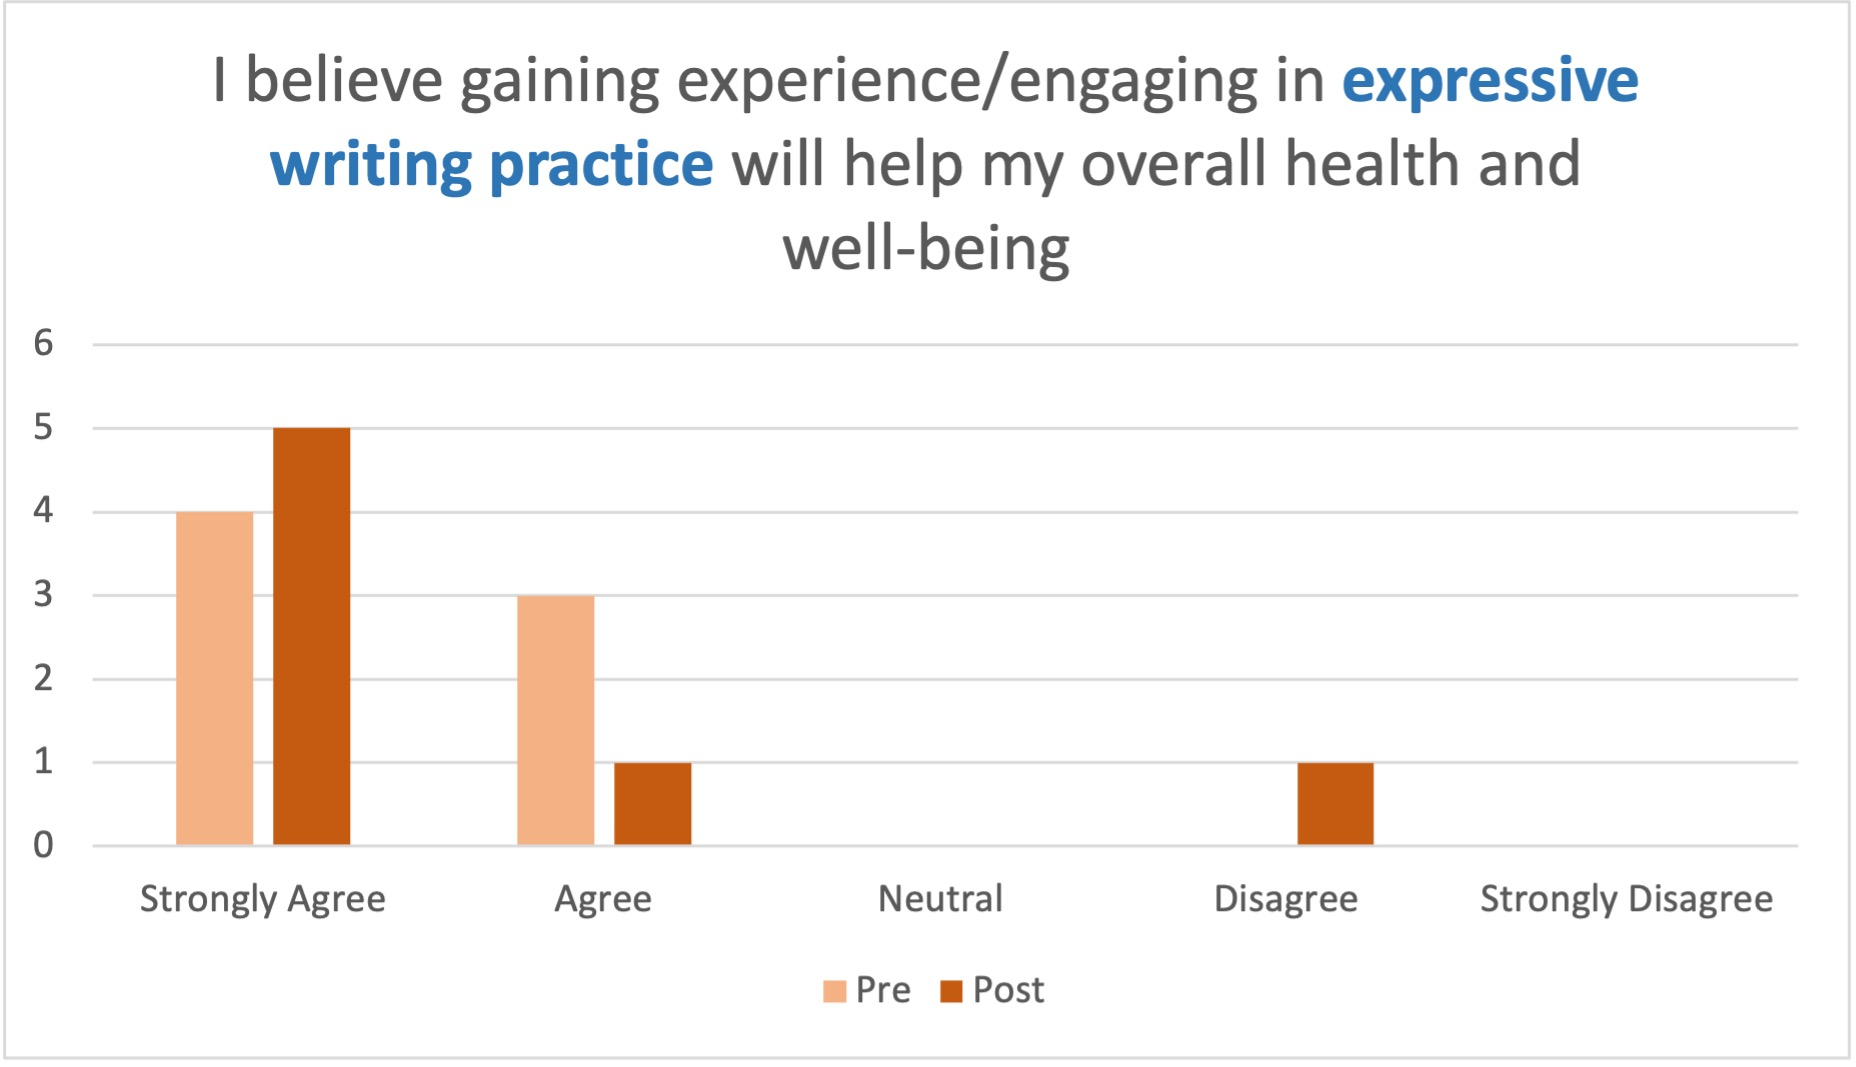 I believe gaining experience/engaging in expressive
writing practice will help my overall health and
well-being
6
5
4
3
2
1
0
Strongly Agree Agree Neutral Disagree Strongly Disagree
Pre Post